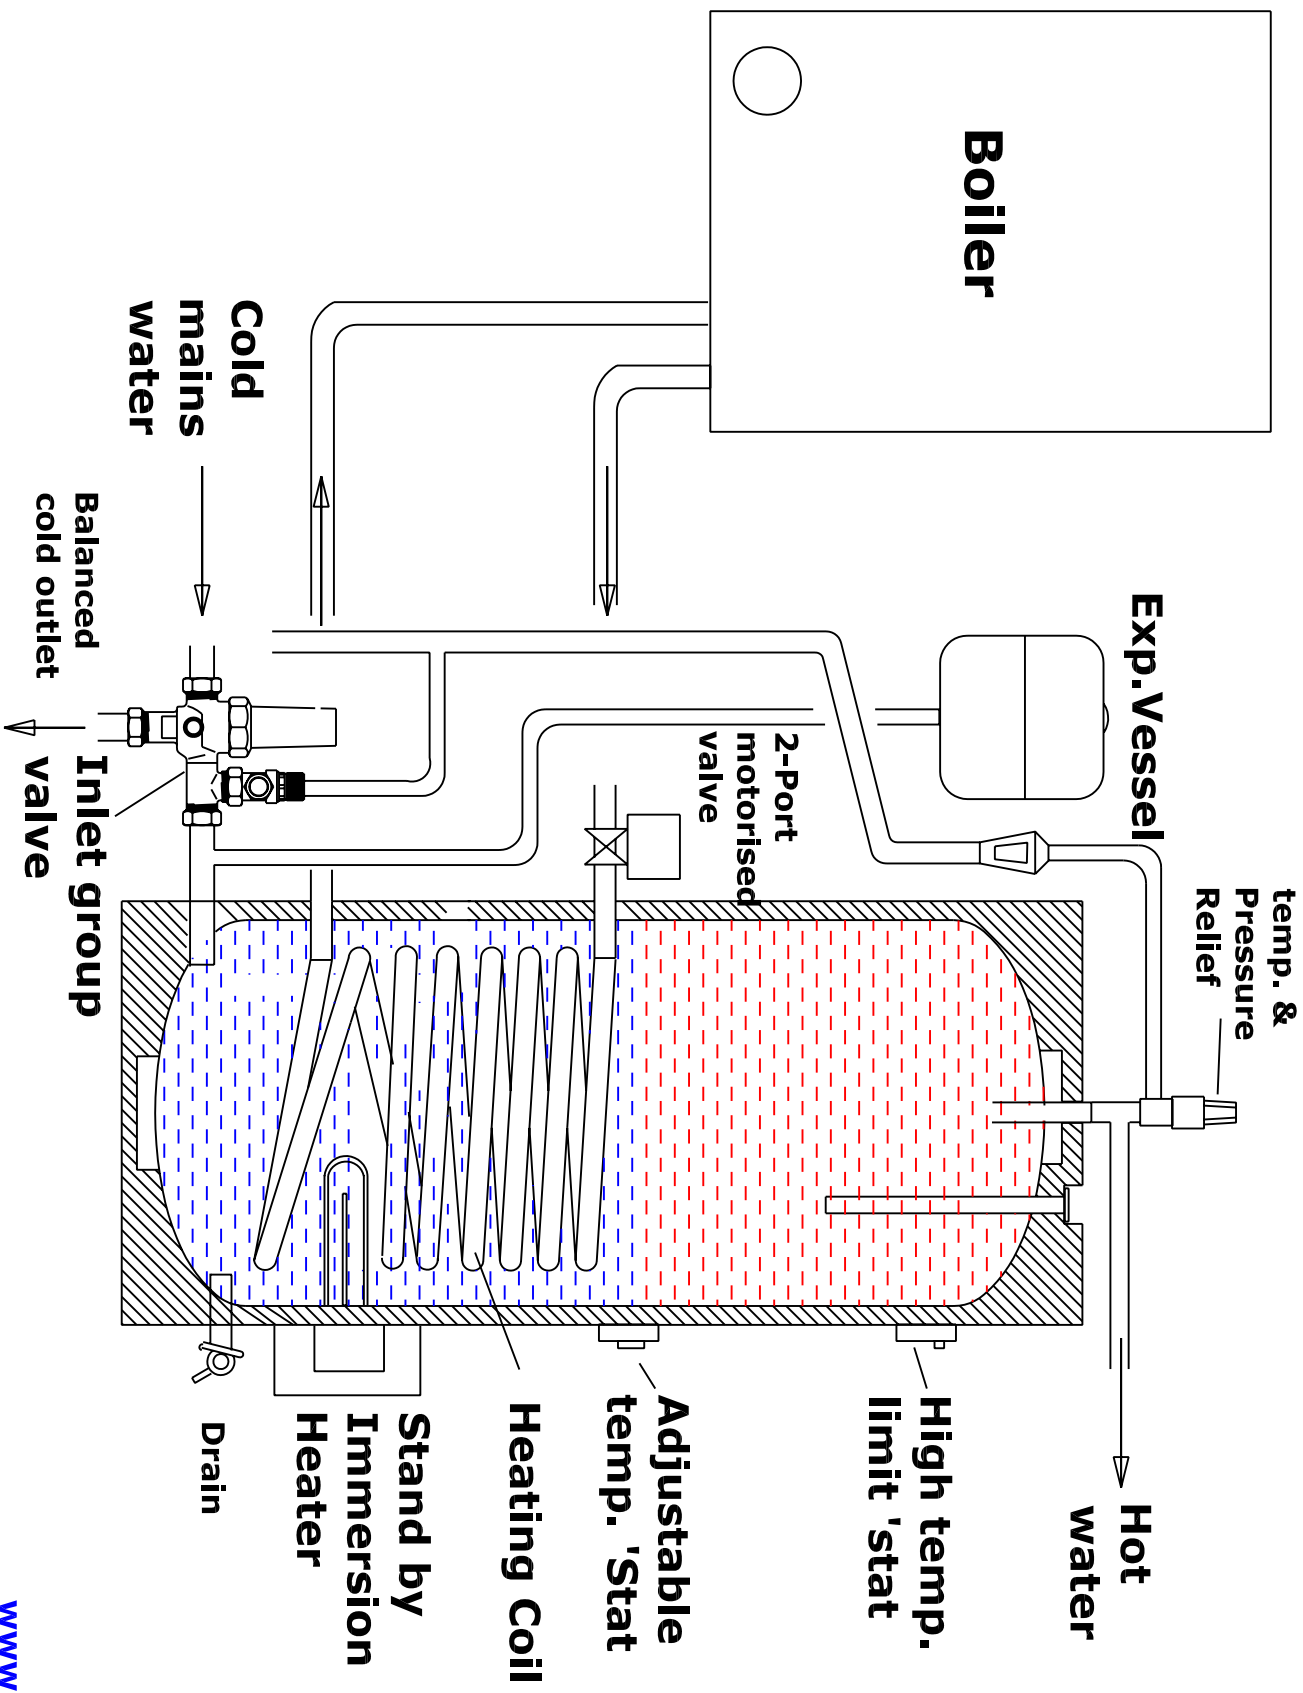 Boiler
Exp.Vessel
temp. &
Pressure
Relief
2-Port
motorised
valve
Cold
mains
water
Balanced
cold outlet
Inlet group
valve
Hot
water
High temp.
limit 'stat
Adjustable
temp. 'Stat
Heating Coil
Stand by
Immersion
Heater
Drain
www